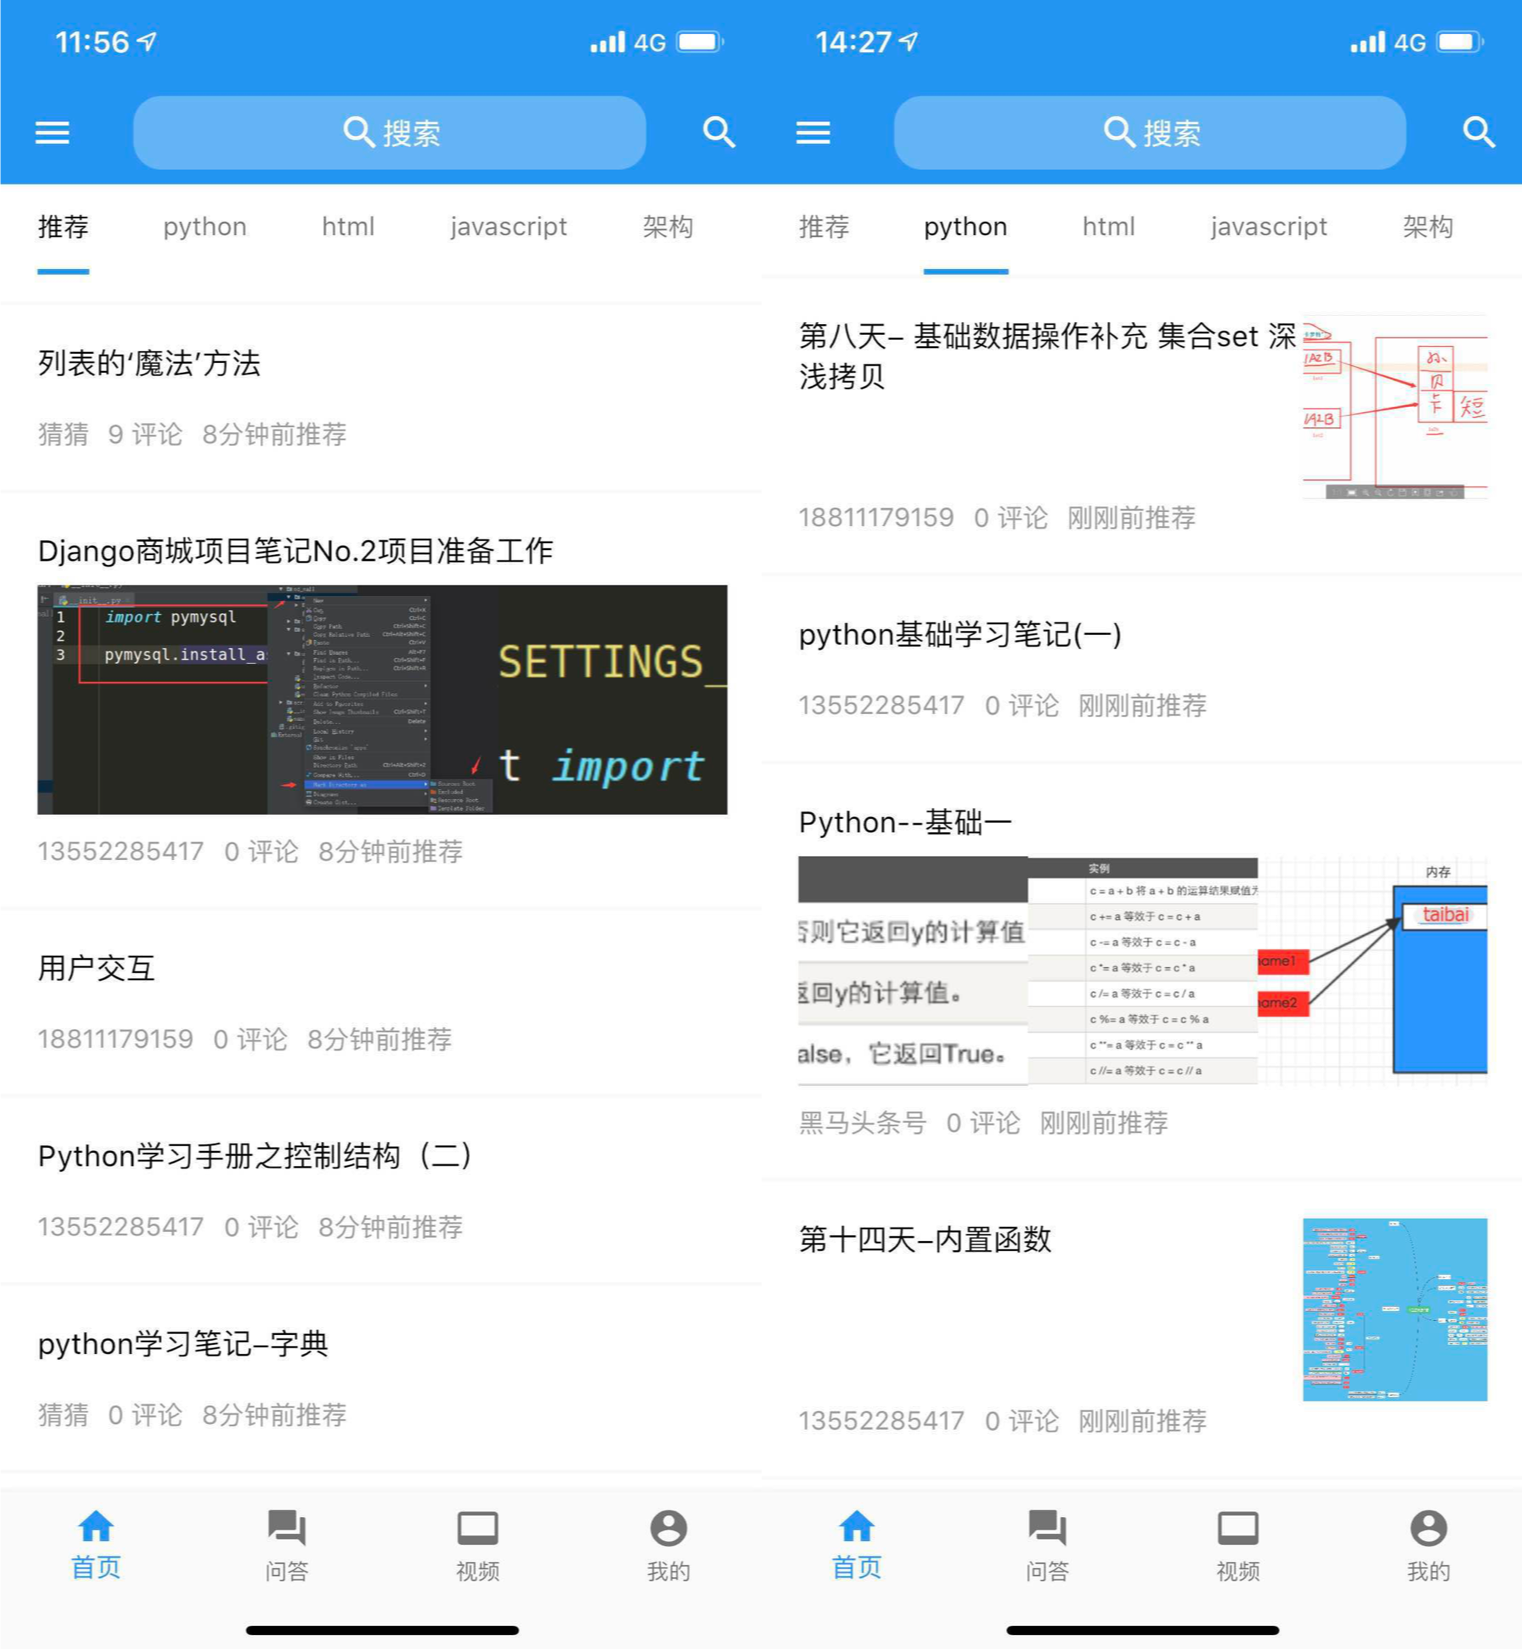 11:56
4G
搜索
推荐 python html javascript 架构
列表的‘魔法’方法
猜猜 9 评论 8分钟前推荐
Django商城项目笔记No.2项目准备工作
1 import pymysql
2
3 pymysql.install_a
SETTINGS_
t import
13552285417 0 评论 8分钟前推荐
用户交互
18811179159 0 评论 8分钟前推荐
Python学习手册之控制结构（二）
13552285417 0 评论 8分钟前推荐
python学习笔记–字典
猜猜 0 评论 8分钟前推荐
首页 问答 视频 我的
14:27
4G
搜索
推荐 python html javascript 架构
第八天– 基础数据操作补充 集合set 深
浅拷贝
短
18811179159 0 评论 刚刚前推荐
python基础学习笔记(一)
13552285417 0 评论 刚刚前推荐
Python--基础一
否则它返回y的计算值
返回y的计算值。
alse，它返回True。
实例
c = a + b 将 a + b 的运算结果赋值为
c += a 等效于 c = c + a
c -= a 等效于 c = c - a
c *= a 等效于 c = c * a
c /= a 等效于 c = c / a
c %= a 等效于 c = c % a
c **= a 等效于 c = c ** a
c //= a 等效于 c = c // a
内存
taibai
name1
name2
黑马头条号 0 评论 刚刚前推荐
第十四天–内置函数
13552285417 0 评论 刚刚前推荐
首页 问答 视频 我的